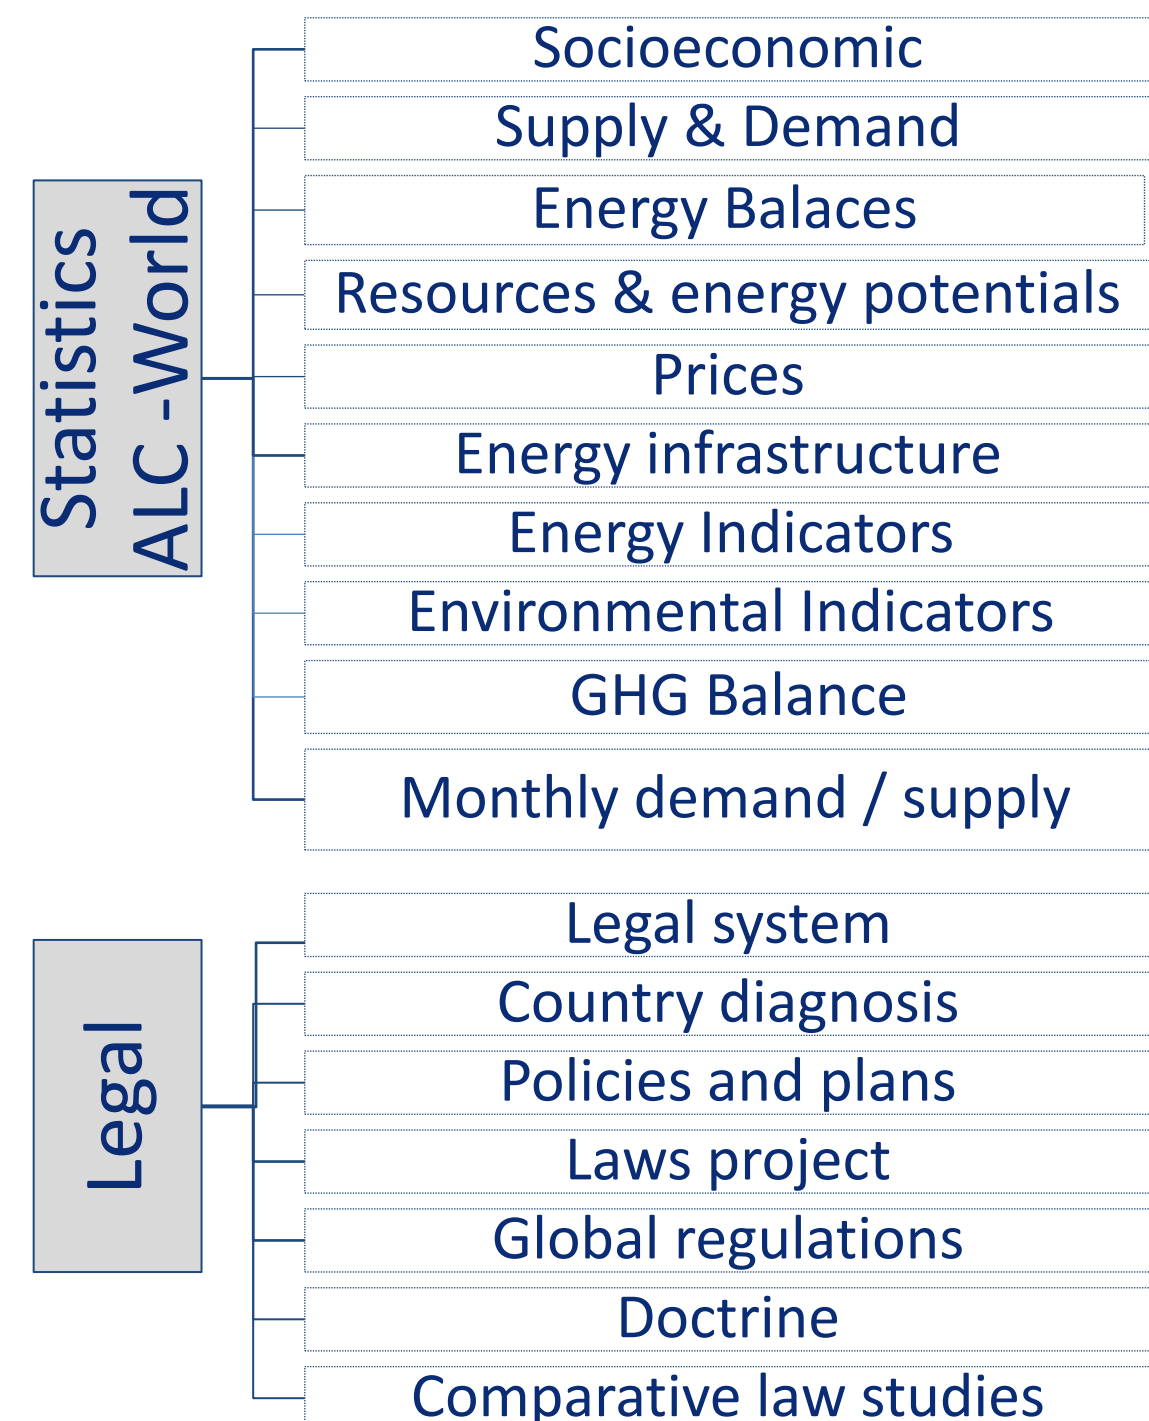 Statistics
ALC -World
Socioeconomic
Supply & Demand
Energy Balaces
Resources & energy potentials
Prices
Energy infrastructure
Energy Indicators
Environmental Indicators
GHG Balance
Monthly demand / supply
Legal
Legal system
Country diagnosis
Policies and plans
Laws project
Global regulations
Doctrine
Comparative law studies